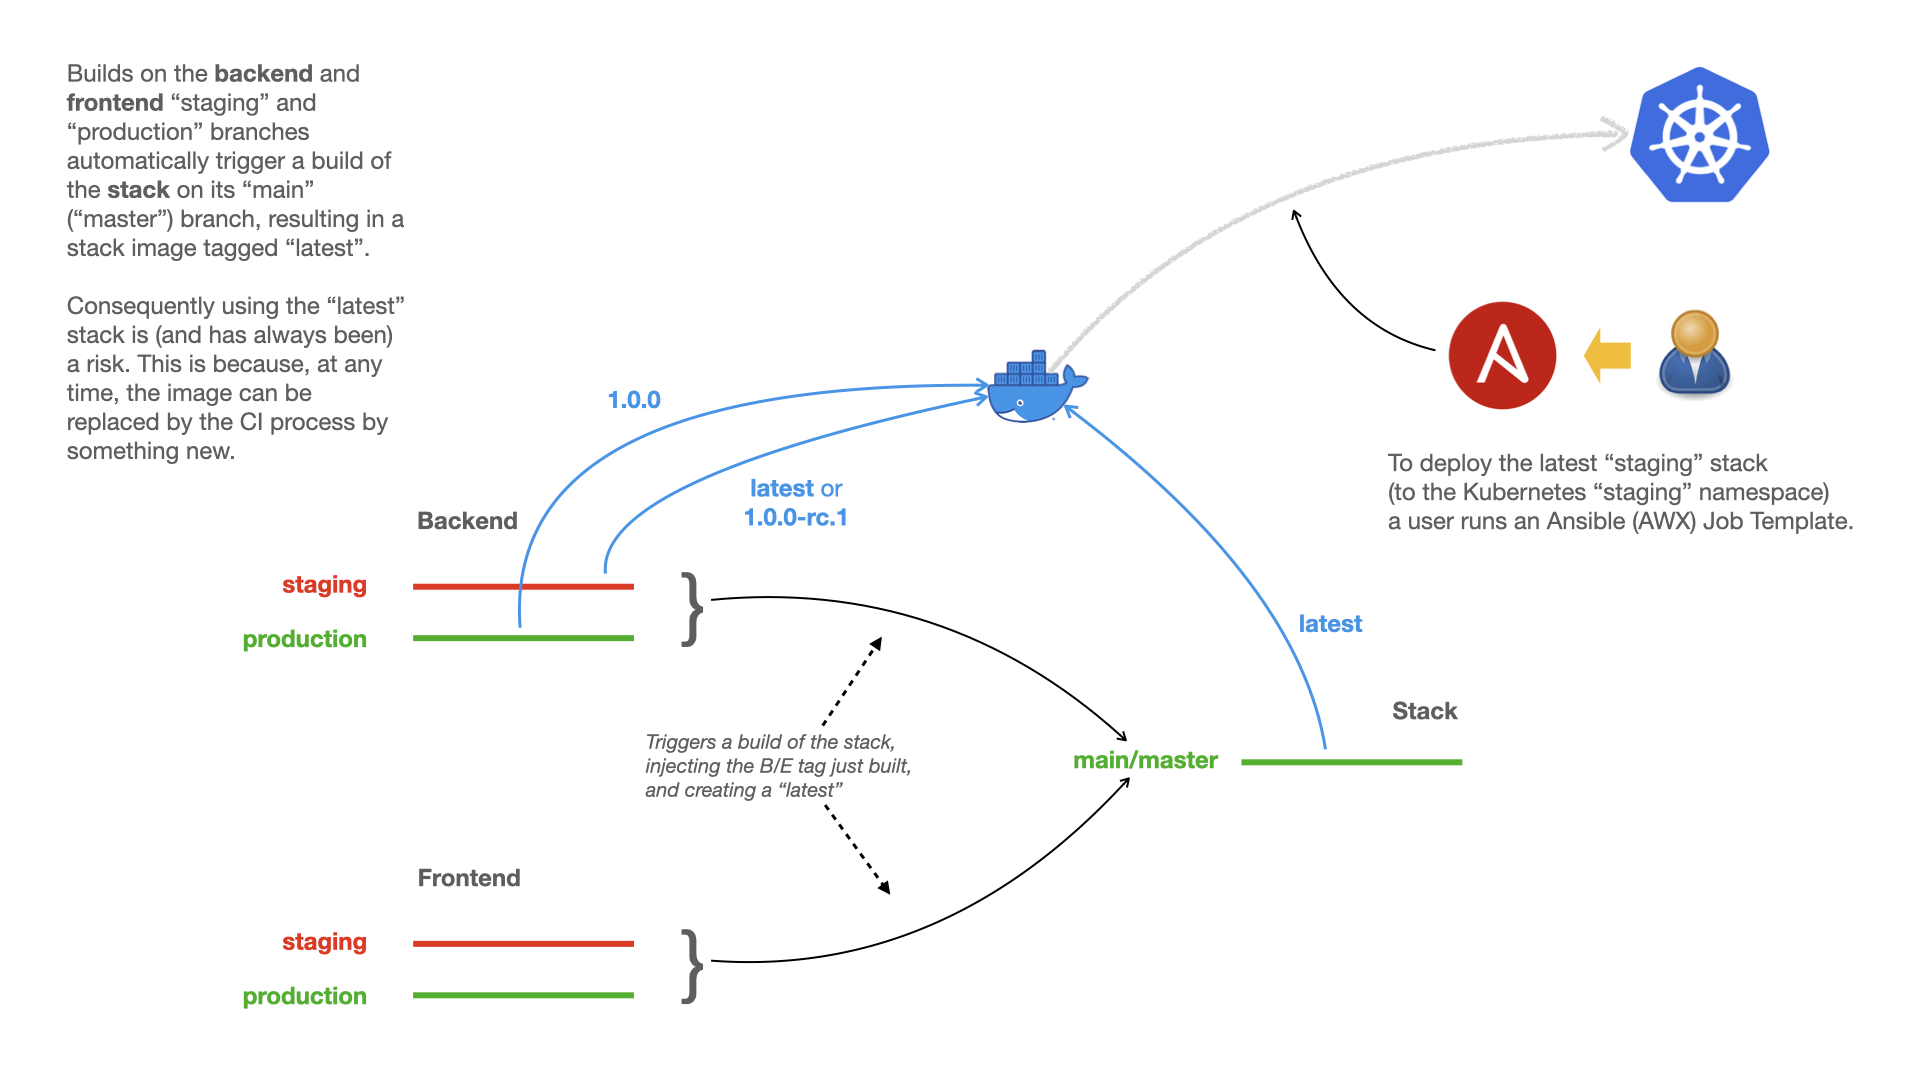 Builds on the backend and
frontend “staging” and
“production” branches
automatically trigger a build of
the stack on its “main”
(“master”) branch, resulting in a
stack image tagged “latest”.
Consequently using the “latest”
stack is (and has always been)
a risk. This is because, at any
time, the image can be
replaced by the CI process by
something new.
1.0.0
latest or
1.0.0-rc.1
To deploy the latest “staging” stack
(to the Kubernetes “staging” namespace)
a user runs an Ansible (AWX) Job Template.
Backend
staging
production
latest
Stack
main/master
Triggers a build of the stack,
injecting the B/E tag just built,
and creating a “latest”
Frontend
staging
production